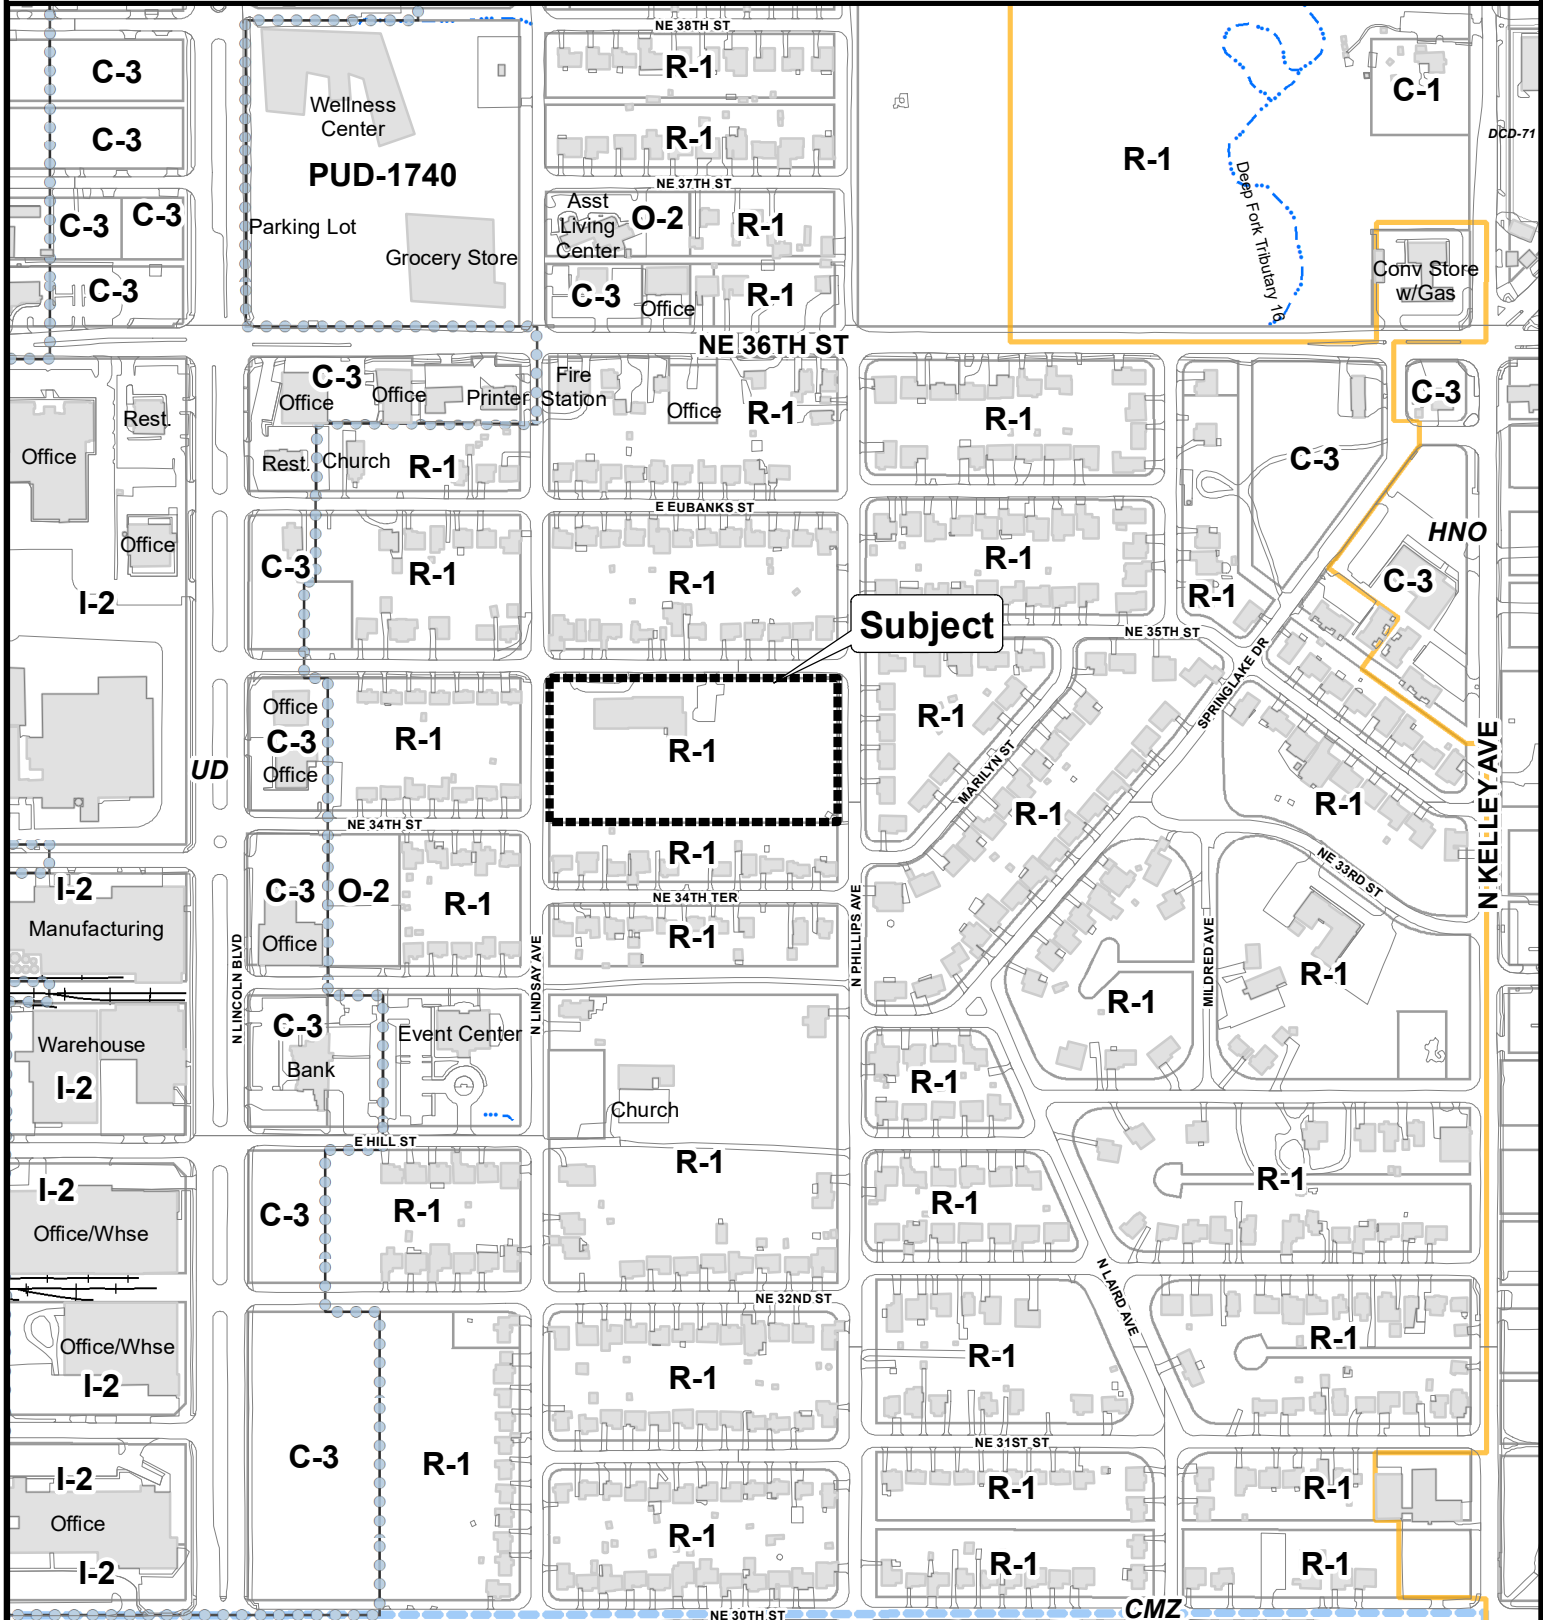 NE 38TH ST
C-3
R-1
C-1
Wellness
Center
C-3
R-1
DCD-71
R-1
PUD-1740
NE 37TH ST
Deep Fork Tributary 16
Asst
Living
Center
O-2
R-1
C-3
C-3
Parking Lot
Grocery Store
Conv Store
w/Gas
C-3
C-3
Office
R-1
NE 36TH ST
C-3
Office
Office
Printer
Fire
Station
Office
R-1
R-1
C-3
Rest.
Office
Rest.
Church
R-1
C-3
E EUBANKS ST
HNO
Office
C-3
R-1
R-1
R-1
C-3
I-2
R-1
Subject
NE 35TH ST
SPRINGLAKE DR
Office
C-3
Office
R-1
R-1
R-1
UD
MARILYN ST
R-1
R-1
N KELLEY AVE
NE 34TH ST
R-1
NE 33RD ST
I-2
C-3
O-2
R-1
NE 34TH TER
Manufacturing
Office
R-1
N LINCOLN BLVD
N LINDSAY AVE
N PHILLIPS AVE
MILDRED AVE
R-1
R-1
C-3
Event Center
Warehouse
Bank
I-2
R-1
Church
E HILL ST
R-1
I-2
R-1
C-3
R-1
R-1
Office/Whse
N LAIRD AVE
NE 32ND ST
Office/Whse
R-1
R-1
R-1
I-2
NE 31ST ST
C-3
R-1
I-2
R-1
R-1
Office
R-1
I-2
R-1
R-1
NE 30TH ST
CMZ